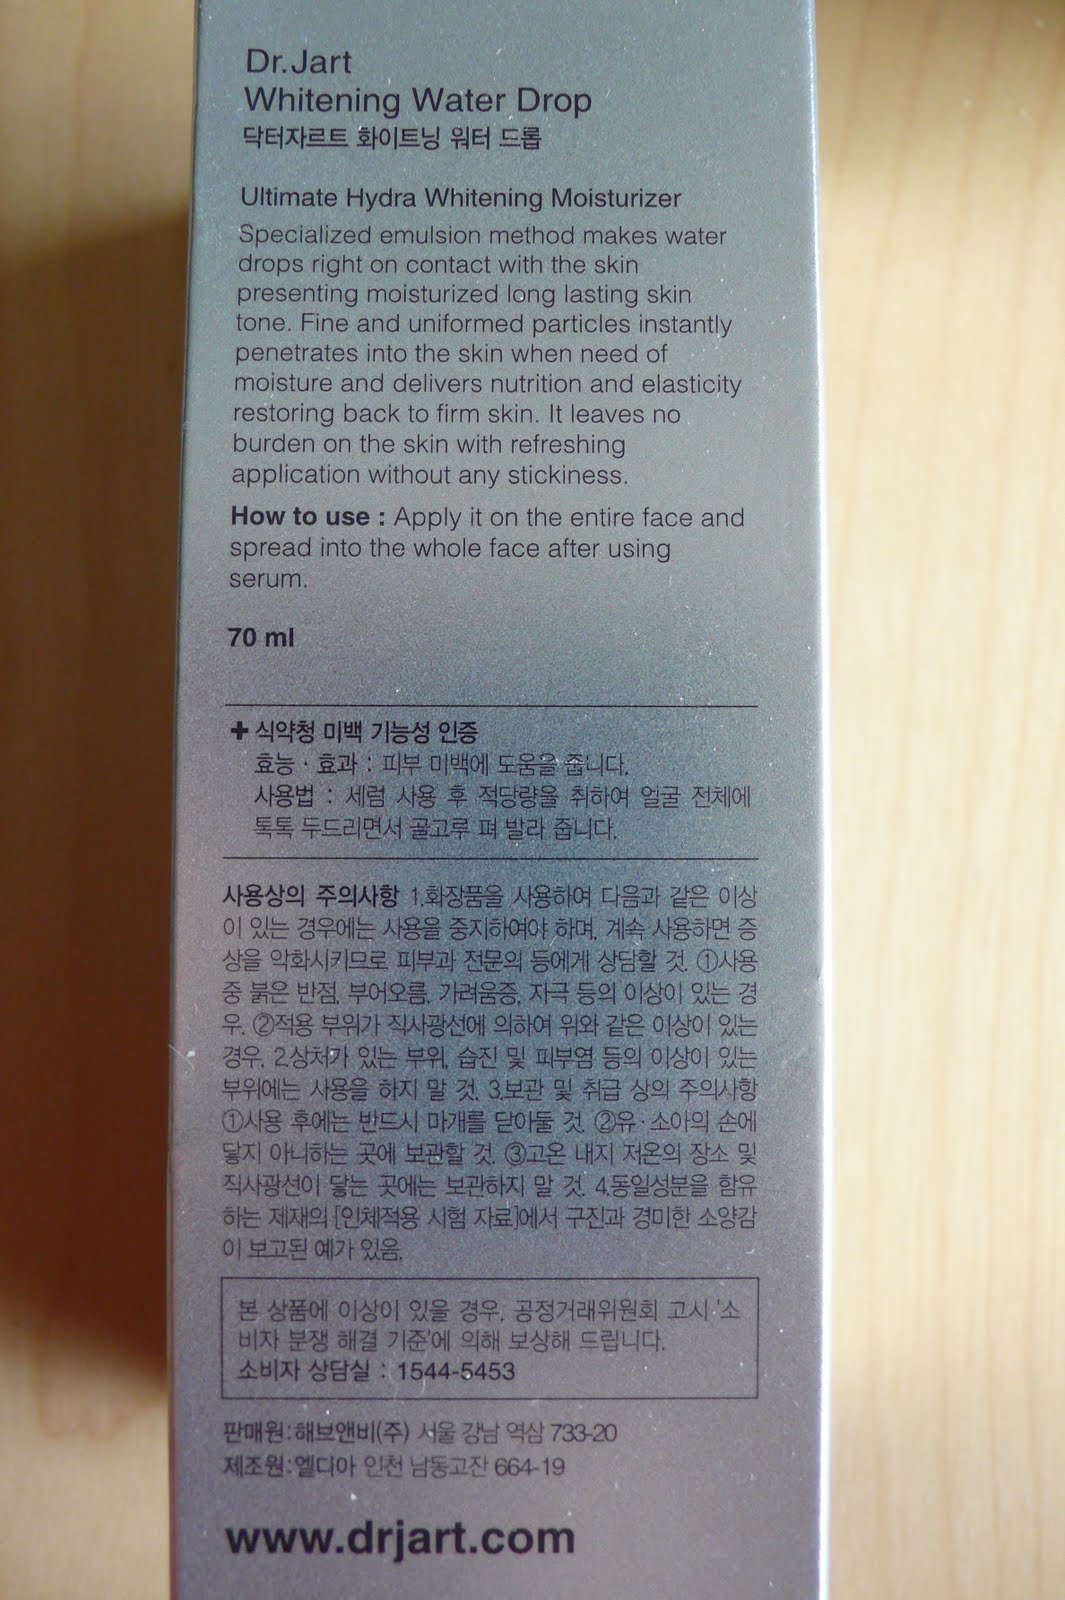 Dr.Jart
Whitening Water Drop
닥터자르트 화이트닝 워터 드롭
Ultimate Hydra Whitening Moisturizer
Specialized emulsion method makes water
drops right on contact with the skin
presenting moisturized long lasting skin
tone. Fine and uniformed particles instantly
penetrates into the skin when need of
moisture and delivers nutrition and elasticity
restoring back to firm skin. It leaves no
burden on the skin with refreshing
application without any stickiness.
How to use : Apply it on the entire face and
spread into the whole face after using
serum.
70 ml
+ 식약청 미백 기능성 인증
효능 · 효과 : 피부 미백에 도움을 줍니다.
사용법 : 세럼 사용 후 적당량을 취하여 얼굴 전체에
톡톡 두드리면서 골고루 펴 발라 줍니다.
사용상의 주의사항 1.화장품을 사용하여 다음과 같은 이상
이 있는 경우에는 사용을 중지하여야 하며, 계속 사용하면 증
상을 악화시키므로 피부과 전문의 등에게 상담할 것. ①사용
중 붉은 반점, 부어오름, 가려움증, 자극 등의 이상이 있는 경
우, ②적용 부위가 직사광선에 의하여 위와 같은 이상이 있는
경우. 2.상처가 있는 부위, 습진 및 피부염 등의 이상이 있는
부위에는 사용을 하지 말 것. 3.보관 및 취급 상의 주의사항
①사용 후에는 반드시 마개를 닫아둘 것. ②유·소아의 손에
닿지 아니하는 곳에 보관할 것. ③고온 내지 저온의 장소 및
직사광선이 닿는 곳에는 보관하지 말 것. 4.동일성분을 함유
하는 제재의 [인체적용 시험 자료]에서 구진과 경미한 소양감
이 보고된 예가 있음.
본 상품에 이상이 있을 경우, 공정거래위원회 고시·'소
비자 분쟁 해결 기준'에 의해 보상해 드립니다.
소비자 상담실 : 1544-5453
판매원:해브앤비(주) 서울 강남 역삼 733-20
제조원:엘디아 인천 남동고잔 664-19
www.drjart.com